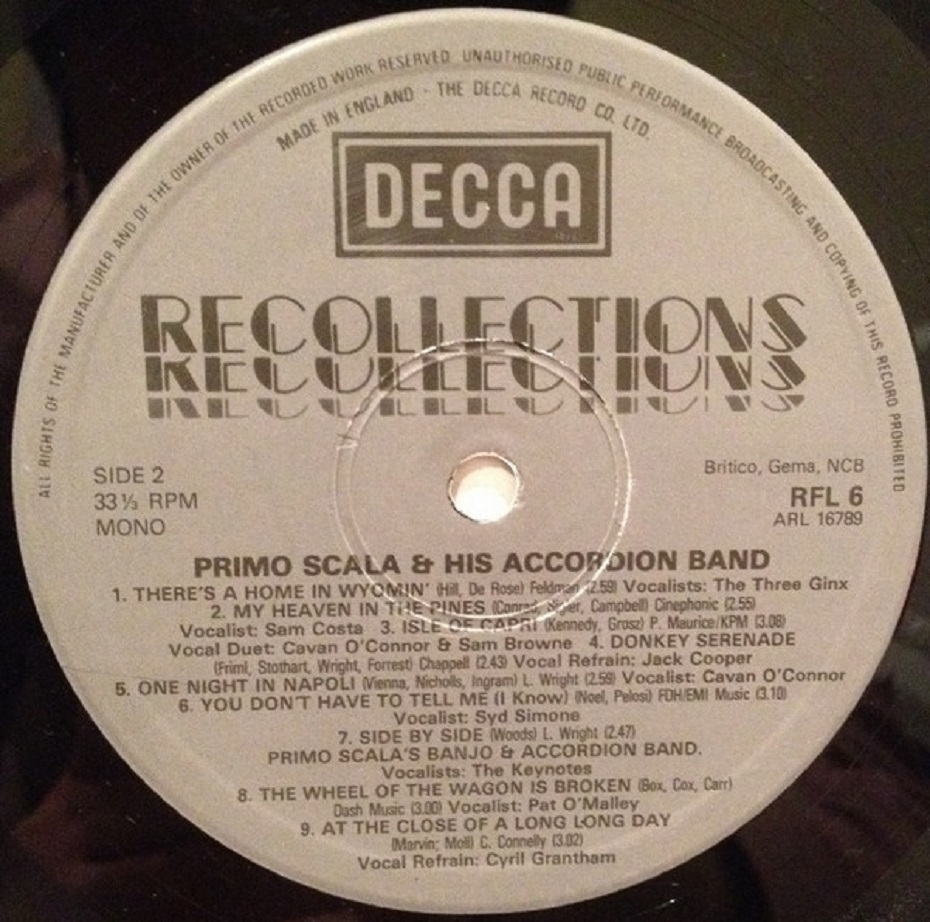 ALL RIGHTS OF THE MANUFACTURER AND OF THE OWNER OF THE RECORDED WORK RESERVED UNAUTHORISED PUBLIC PERFORMANCE BROADCASTING AND COPYING OF THIS RECORD PROHIBITED
MADE IN ENGLAND · THE DECCA RECORD CO. LTD.
DECCA
RECOLLECTIONS
RECOLLECTIONS
RECOLLECTIONS
SIDE 2
33⅓ RPM
MONO
Britico, Gema, NCB
RFL 6
ARL 16789
PRIMO SCALA & HIS ACCORDION BAND
1. THERE'S A HOME IN WYOMIN' (Hill, De Rose) Feldman (2.59) Vocalists: The Three Ginx
2. MY HEAVEN IN THE PINES (Conrad, Sigler, Campbell) Cinephonic (2.55)
Vocalist: Sam Costa 3. ISLE OF CAPRI (Kennedy, Grosz) P. Maurice/KPM (3.08)
Vocal Duet: Cavan O'Connor & Sam Browne 4. DONKEY SERENADE
(Friml, Stothart, Wright, Forrest) Chappell (2.43) Vocal Refrain: Jack Cooper
5. ONE NIGHT IN NAPOLI (Vienna, Nicholls, Ingram) L. Wright (2.59) Vocalist: Cavan O'Connor
6. YOU DON'T HAVE TO TELL ME (I Know) (Noel, Pelosi) FDH/EMI Music (3.10)
Vocalist: Syd Simone
7. SIDE BY SIDE (Woods) L. Wright (2.47)
PRIMO SCALA'S BANJO & ACCORDION BAND.
Vocalists: The Keynotes
8. THE WHEEL OF THE WAGON IS BROKEN (Box, Cox, Carr)
Dash Music (3.00) Vocalist: Pat O'Malley
9. AT THE CLOSE OF A LONG LONG DAY
(Marvin; Moll) C. Connelly (3.02)
Vocal Refrain: Cyril Grantham